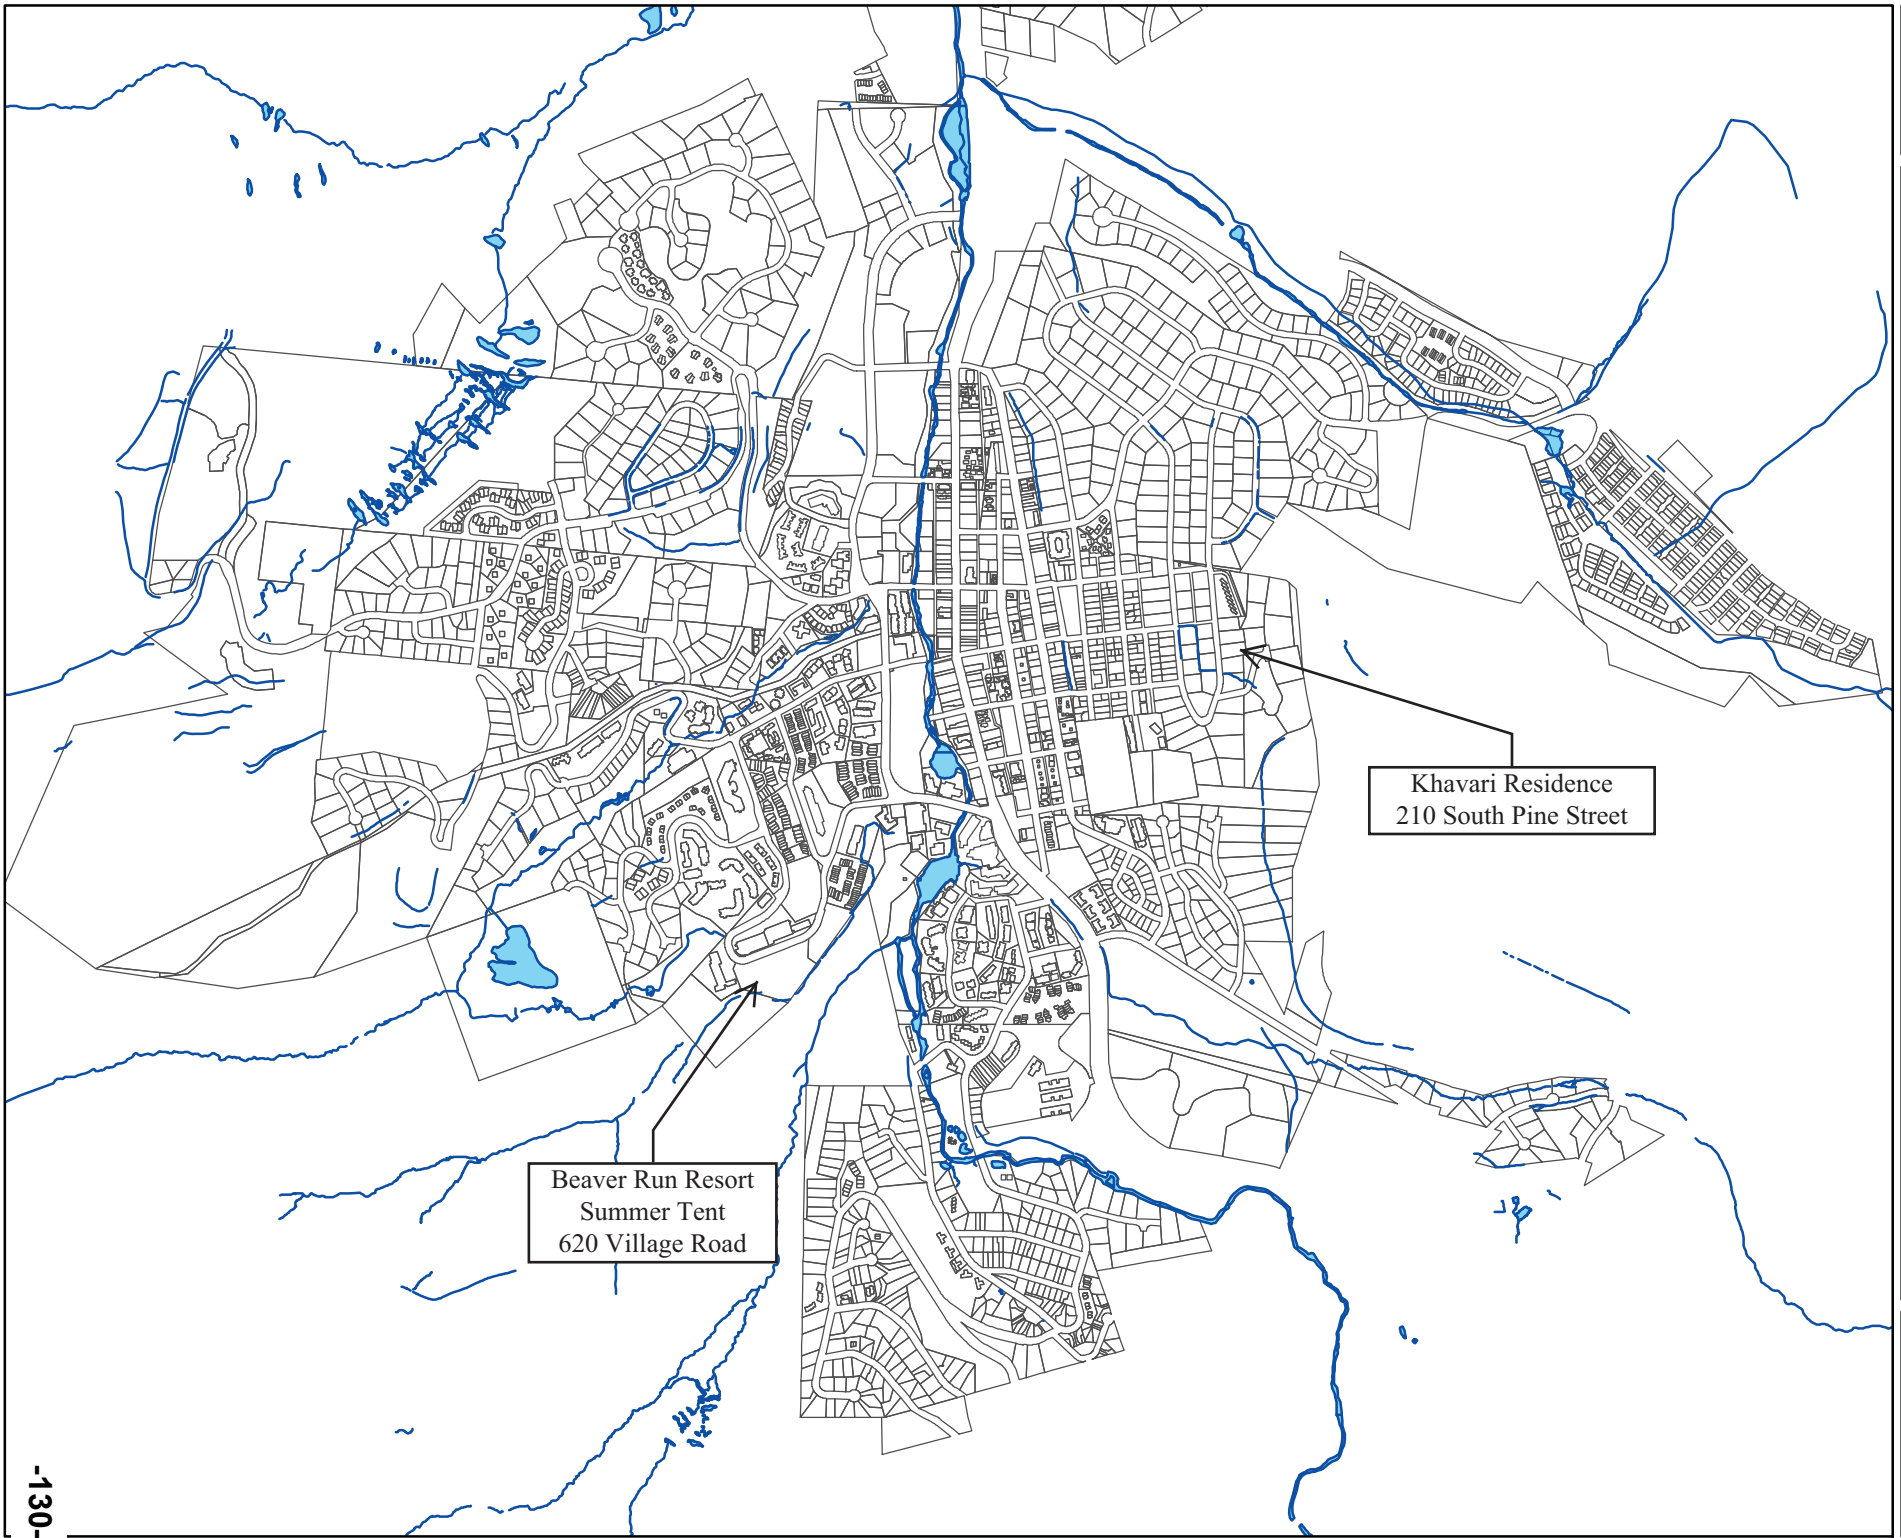 Khavari Residence
210 South Pine Street
Beaver Run Resort
Summer Tent
620 Village Road
-130-